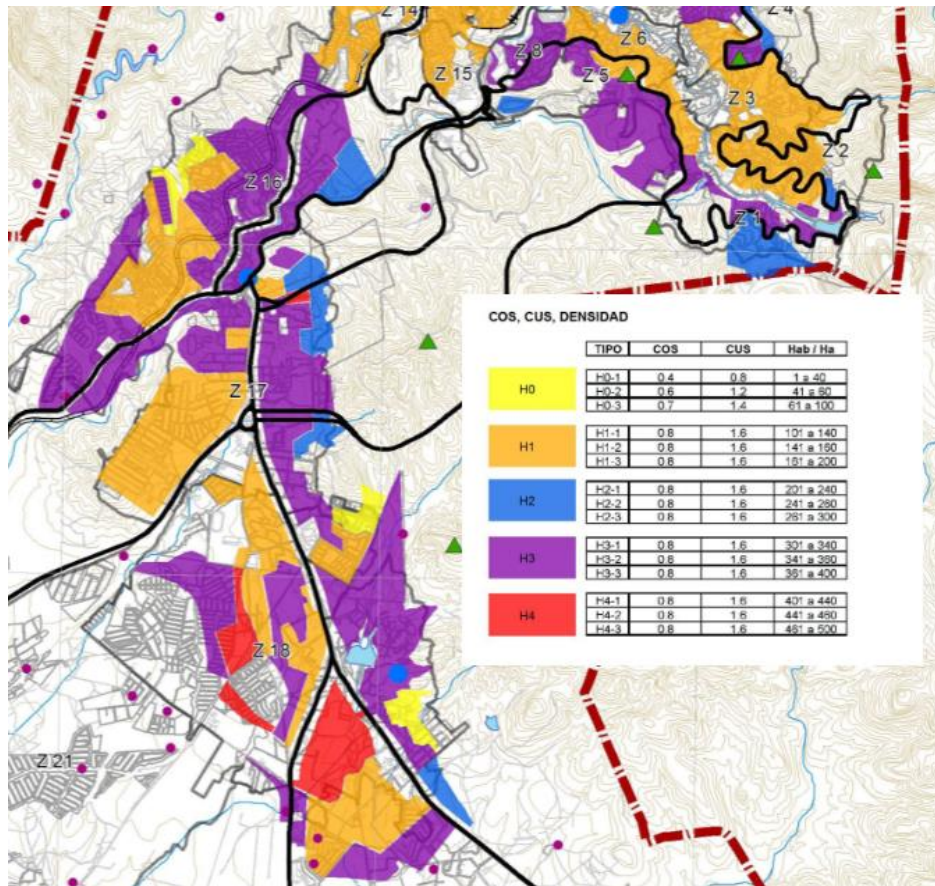 Z 14
Z 4
Z 8
Z 6
Z 15
Z 5
Z 3
Z 2
Z 16
Z 1
Z 17
Z 18
Z 21
COS, CUS, DENSIDAD
TIPO COS CUS Hab / Ha
H0
H0-1 0.4 0.8 1 a 40
H0-2 0.6 1.2 41 a 60
H0-3 0.7 1.4 61 a 100
H1
H1-1 0.8 1.6 101 a 140
H1-2 0.8 1.6 141 a 160
H1-3 0.8 1.6 161 a 200
H2
H2-1 0.8 1.6 201 a 240
H2-2 0.8 1.6 241 a 260
H2-3 0.8 1.6 261 a 300
H3
H3-1 0.8 1.6 301 a 340
H3-2 0.8 1.6 341 a 360
H3-3 0.8 1.6 361 a 400
H4
H4-1 0.8 1.6 401 a 440
H4-2 0.8 1.6 441 a 460
H4-3 0.8 1.6 461 a 500